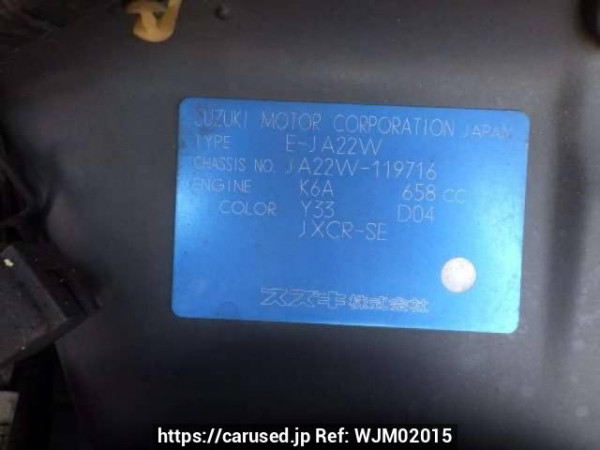 SUZUKI MOTOR CORPORATION JAPAN
TYPE E-JA22W
CHASSIS NO. JA22W-119716
ENGINE K6A 658 CC
COLOR Y33 D04
JXCR-SE
スズキ株式会社
https://carused.jp Ref: WJM02015